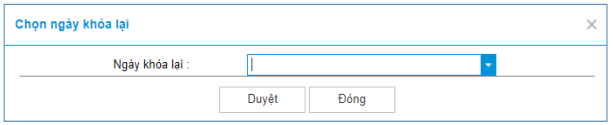 Chọn ngày khóa lại
Ngày khóa lại :
Duyệt Đóng